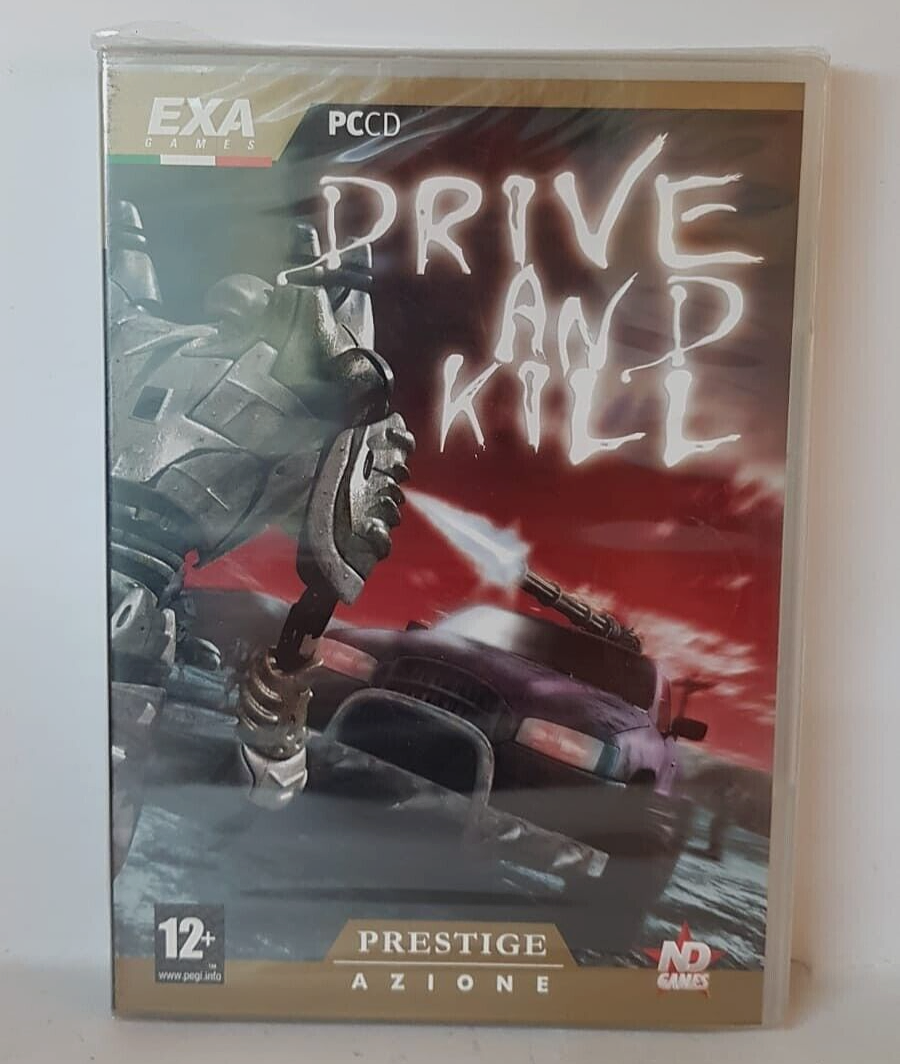 EXA
GAMES
PCCD
DRIVE
AND
KILL
12+
www.pegi.info
PRESTIGE
AZIONE
ND
GAMES